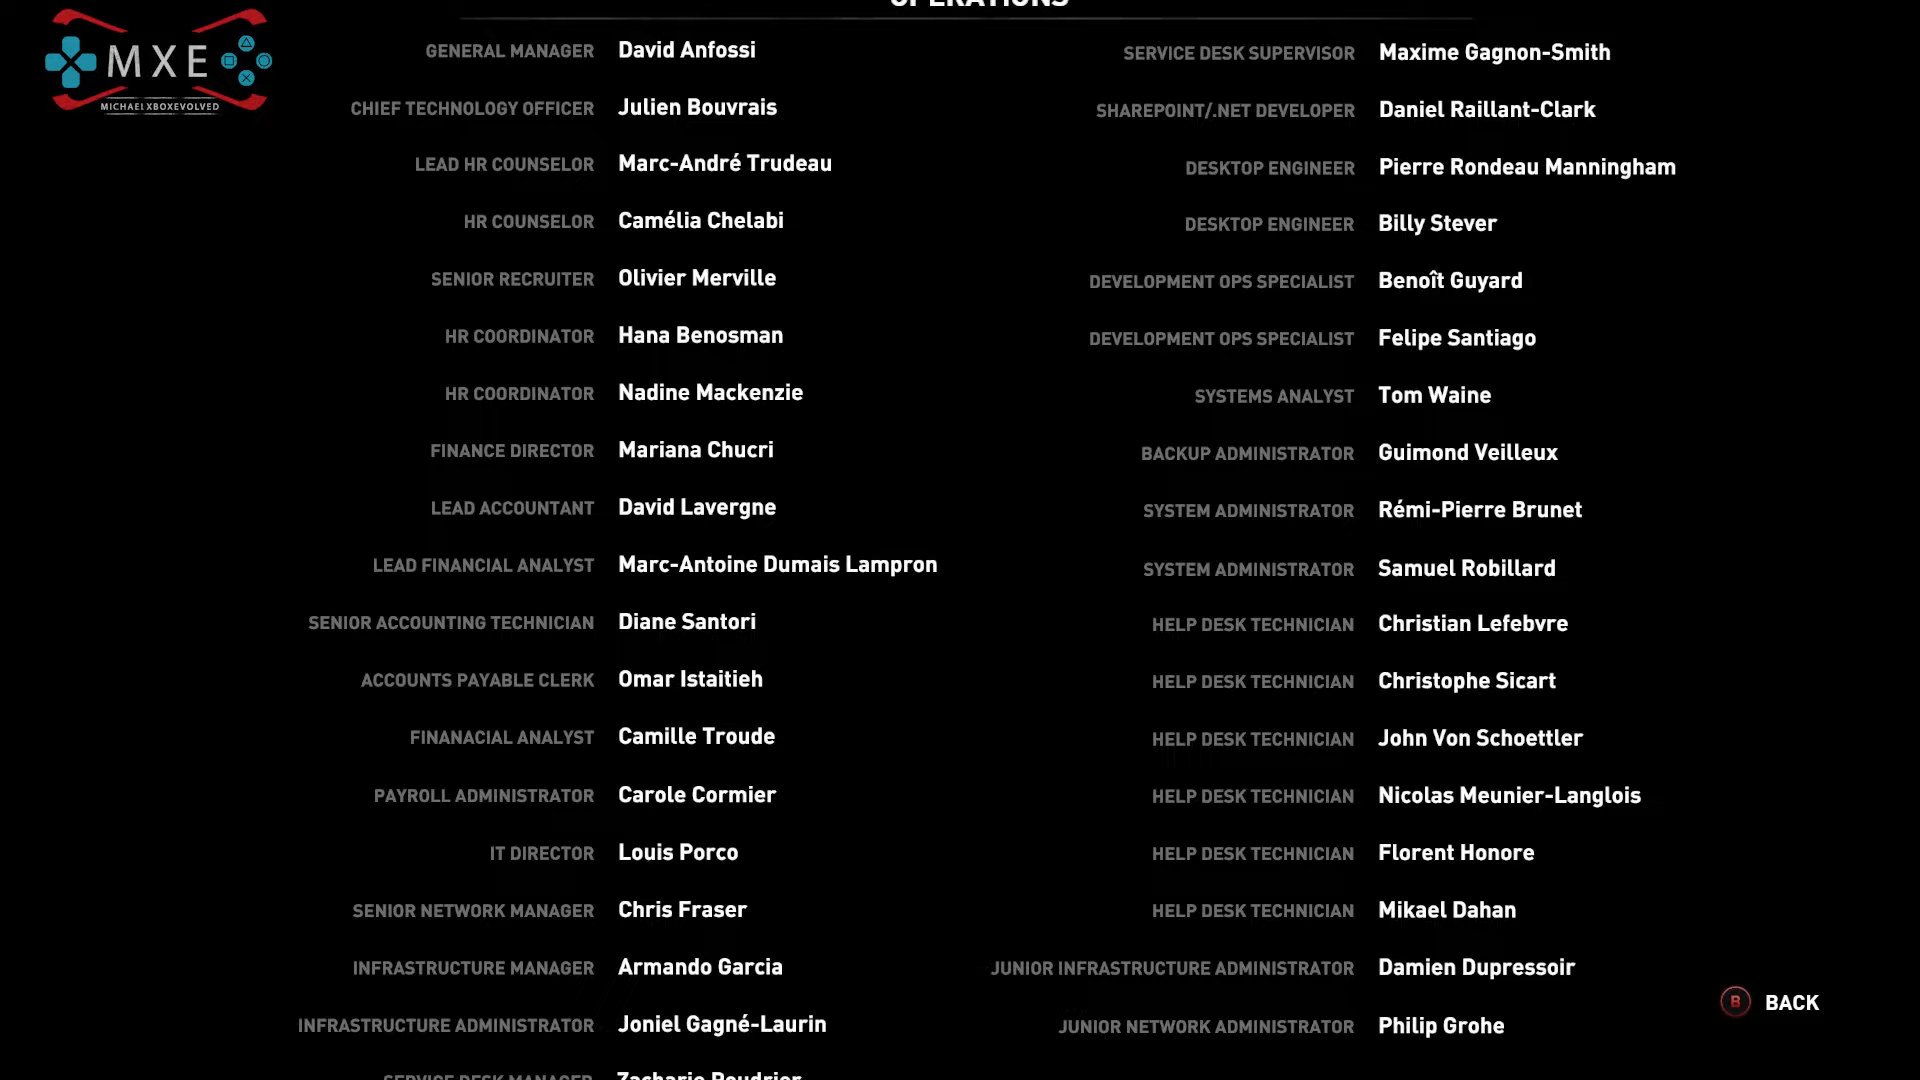 OPERATIONS
MXE
MICHAELXBOXEVOLVED
GENERAL MANAGER David Anfossi
CHIEF TECHNOLOGY OFFICER Julien Bouvrais
LEAD HR COUNSELOR Marc-André Trudeau
HR COUNSELOR Camélia Chelabi
SENIOR RECRUITER Olivier Merville
HR COORDINATOR Hana Benosman
HR COORDINATOR Nadine Mackenzie
FINANCE DIRECTOR Mariana Chucri
LEAD ACCOUNTANT David Lavergne
LEAD FINANCIAL ANALYST Marc-Antoine Dumais Lampron
SENIOR ACCOUNTING TECHNICIAN Diane Santori
ACCOUNTS PAYABLE CLERK Omar Istaitieh
FINANACIAL ANALYST Camille Troude
PAYROLL ADMINISTRATOR Carole Cormier
IT DIRECTOR Louis Porco
SENIOR NETWORK MANAGER Chris Fraser
INFRASTRUCTURE MANAGER Armando Garcia
INFRASTRUCTURE ADMINISTRATOR Joniel Gagné-Laurin
SERVICE DESK MANAGER Zacharie Poudrier
SERVICE DESK SUPERVISOR Maxime Gagnon-Smith
SHAREPOINT/.NET DEVELOPER Daniel Raillant-Clark
DESKTOP ENGINEER Pierre Rondeau Manningham
DESKTOP ENGINEER Billy Stever
DEVELOPMENT OPS SPECIALIST Benoît Guyard
DEVELOPMENT OPS SPECIALIST Felipe Santiago
SYSTEMS ANALYST Tom Waine
BACKUP ADMINISTRATOR Guimond Veilleux
SYSTEM ADMINISTRATOR Rémi-Pierre Brunet
SYSTEM ADMINISTRATOR Samuel Robillard
HELP DESK TECHNICIAN Christian Lefebvre
HELP DESK TECHNICIAN Christophe Sicart
HELP DESK TECHNICIAN John Von Schoettler
HELP DESK TECHNICIAN Nicolas Meunier-Langlois
HELP DESK TECHNICIAN Florent Honore
HELP DESK TECHNICIAN Mikael Dahan
JUNIOR INFRASTRUCTURE ADMINISTRATOR Damien Dupressoir
JUNIOR NETWORK ADMINISTRATOR Philip Grohe
B BACK